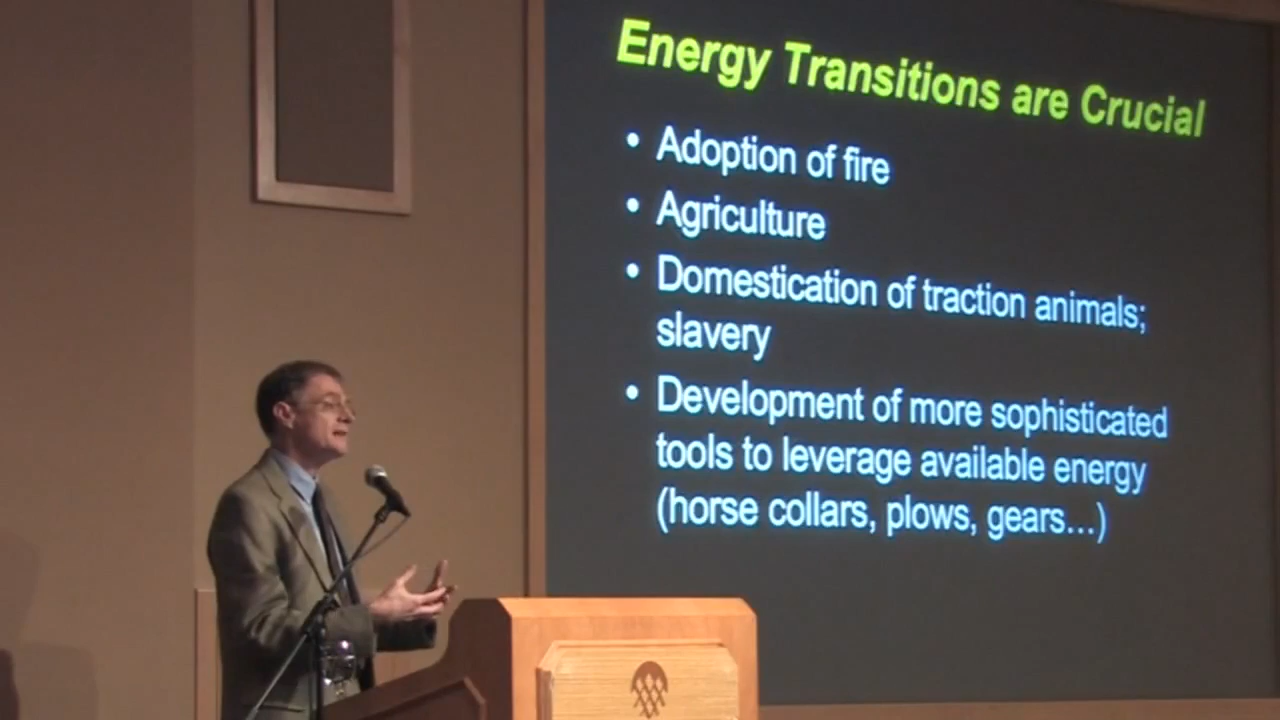 Energy Transitions are Crucial
• Adoption of fire
• Agriculture
• Domestication of traction animals;
slavery
• Development of more sophisticated
tools to leverage available energy
(horse collars, plows, gears...)